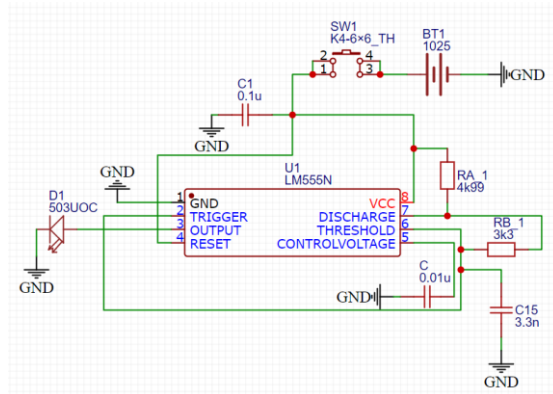 SW1
K4-6×6_TH
BT1
1025
2
4
1
3
GND
C1
0.1u
GND
GND
U1
LM555N
RA_1
4k99
D1
503UOC
1
GND
VCC
8
2
TRIGGER
DISCHARGE
7
3
OUTPUT
THRESHOLD
6
4
RESET
CONTROLVOLTAGE
5
RB_1
3k3
GND
C
0.01u
GND
C15
3.3n
GND